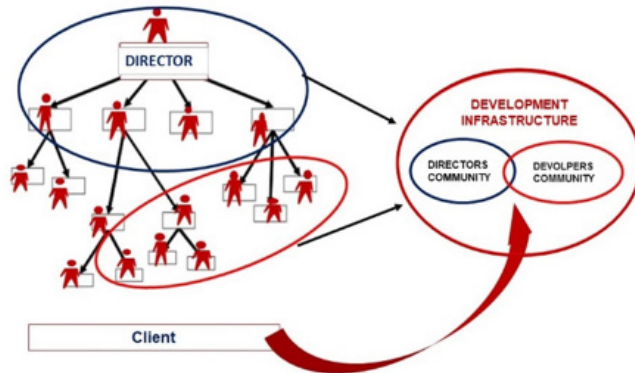 DIRECTOR
DEVELOPMENT
INFRASTRUCTURE
DIRECTORS
COMMUNITY
DEVOLPERS
COMMUNITY
Client